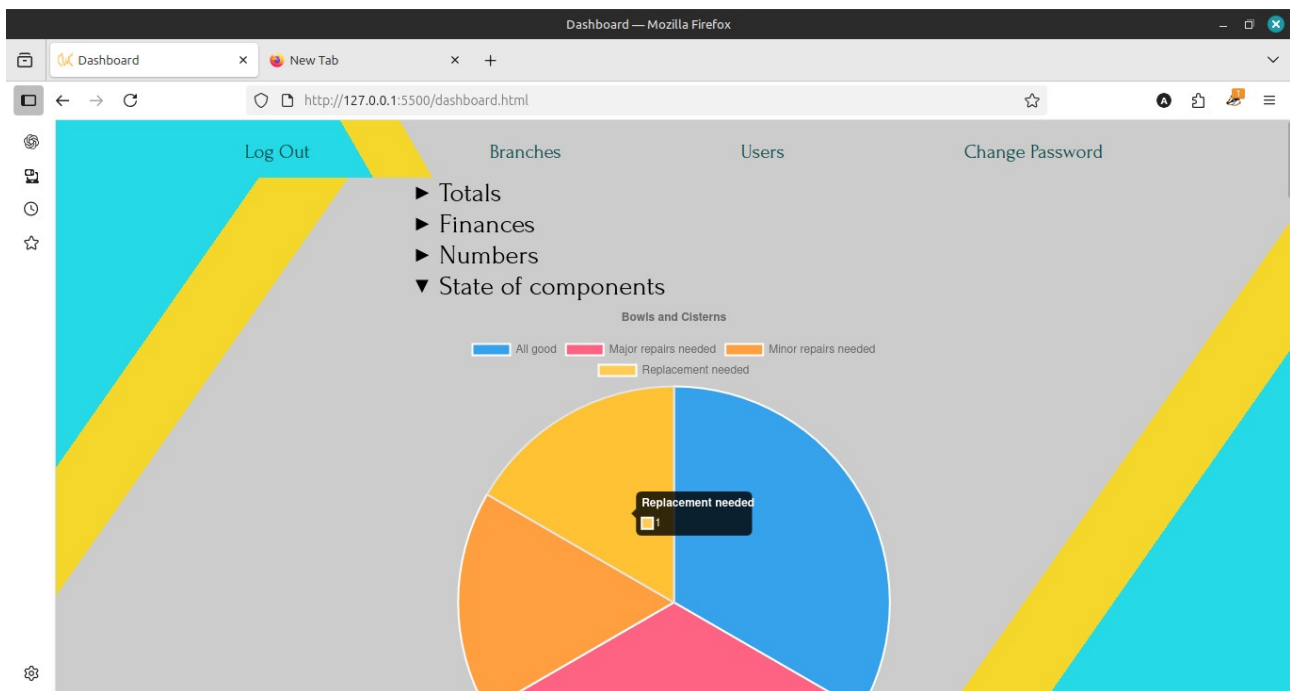 Dashboard — Mozilla Firefox
Dashboard New Tab
http://127.0.0.1:5500/dashboard.html
Log Out Branches Users Change Password
Totals
Finances
Numbers
State of components
Bowls and Cisterns
All good Major repairs needed Minor repairs needed
Replacement needed
Replacement needed
1